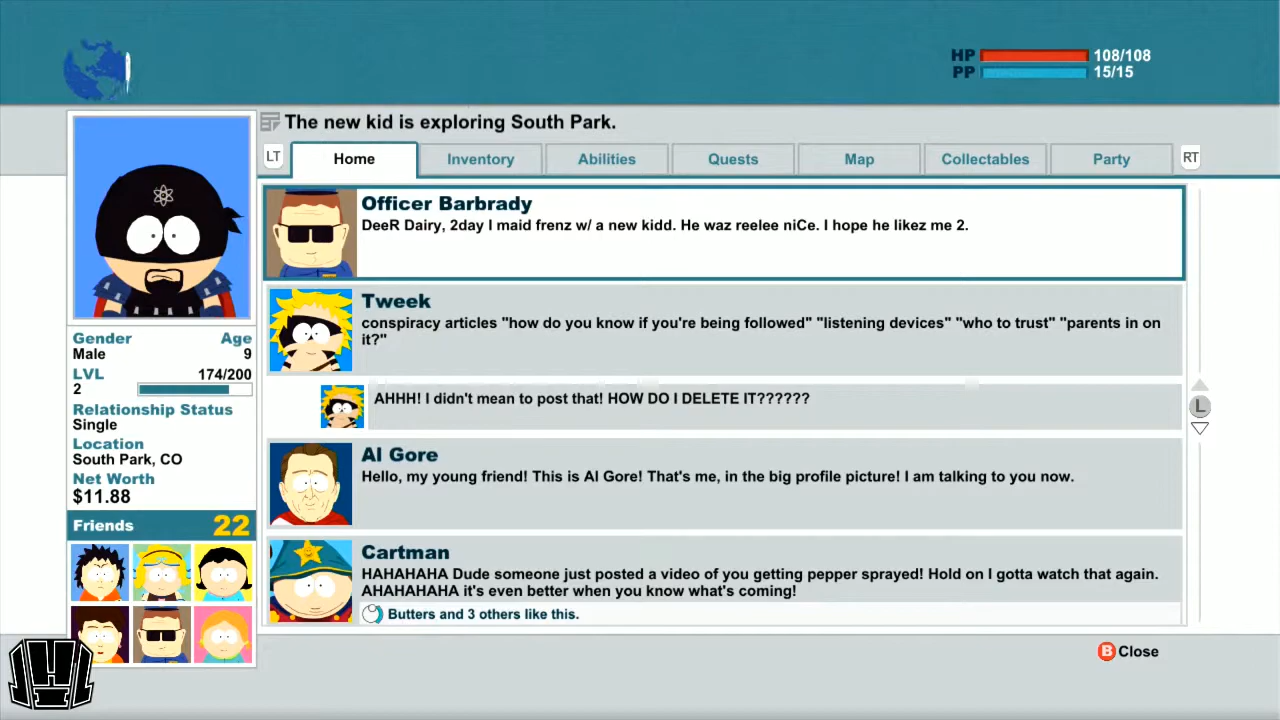 HP 108/108
PP 15/15
The new kid is exploring South Park.
LT Home Inventory Abilities Quests Map Collectables Party RT
Officer Barbrady
DeeR Dairy, 2day I maid frenz w/ a new kidd. He waz reelee niCe. I hope he likez me 2.
Tweek
conspiracy articles "how do you know if you're being followed" "listening devices" "who to trust" "parents in on
it?"
AHHH! I didn't mean to post that! HOW DO I DELETE IT??????
Al Gore
Hello, my young friend! This is Al Gore! That's me, in the big profile picture! I am talking to you now.
Cartman
HAHAHAHA Dude someone just posted a video of you getting pepper sprayed! Hold on I gotta watch that again.
AHAHAHAHA it's even better when you know what's coming!
Butters and 3 others like this.
Gender Age
Male 9
LVL 174/200
2
Relationship Status
Single
Location
South Park, CO
Net Worth
$11.88
Friends 22
L
B Close